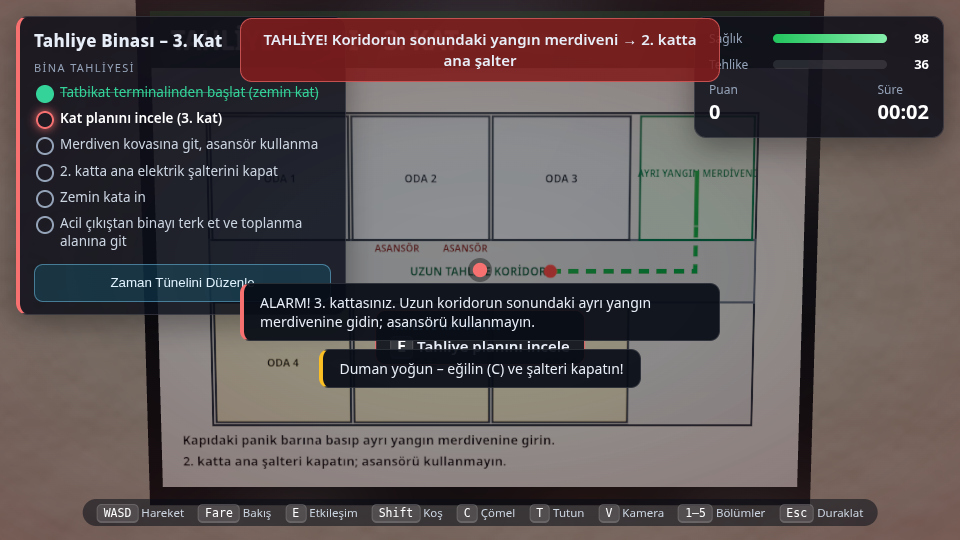 Tahliye Binası – 3. Kat
BİNA TAHLİYESİ
Tatbikat terminalinden başlat (zemin kat)
Kat planını incele (3. kat)
Merdiven kovasına git, asansör kullanma
2. katta ana elektrik şalterini kapat
Zemin kata in
Acil çıkıştan binayı terk et ve toplanma
alanına git
Zaman Tünelini Düzenle
TAHLİYE! Koridorun sonundaki yangın merdiveni → 2. katta
ana şalter
Sağlık 98
Tehlike 36
Puan Süre
0 00:02
ODA 1 ODA 2 ODA 3 AYRI YANGIN MERDİVENİ
ASANSÖR ASANSÖR
UZUN TAHLİYE KORİDOR
ALARM! 3. kattasınız. Uzun koridorun sonundaki ayrı yangın
merdivenine gidin; asansörü kullanmayın.
E Tahliye planını incele
ODA 4
Duman yoğun – eğilin (C) ve şalteri kapatın!
Kapıdaki panik barına basıp ayrı yangın merdivenine girin.
2. katta ana şalteri kapatın; asansörü kullanmayın.
WASD Hareket Fare Bakış E Etkileşim Shift Koş C Çömel T Tutun V Kamera 1–5 Bölümler Esc Duraklat